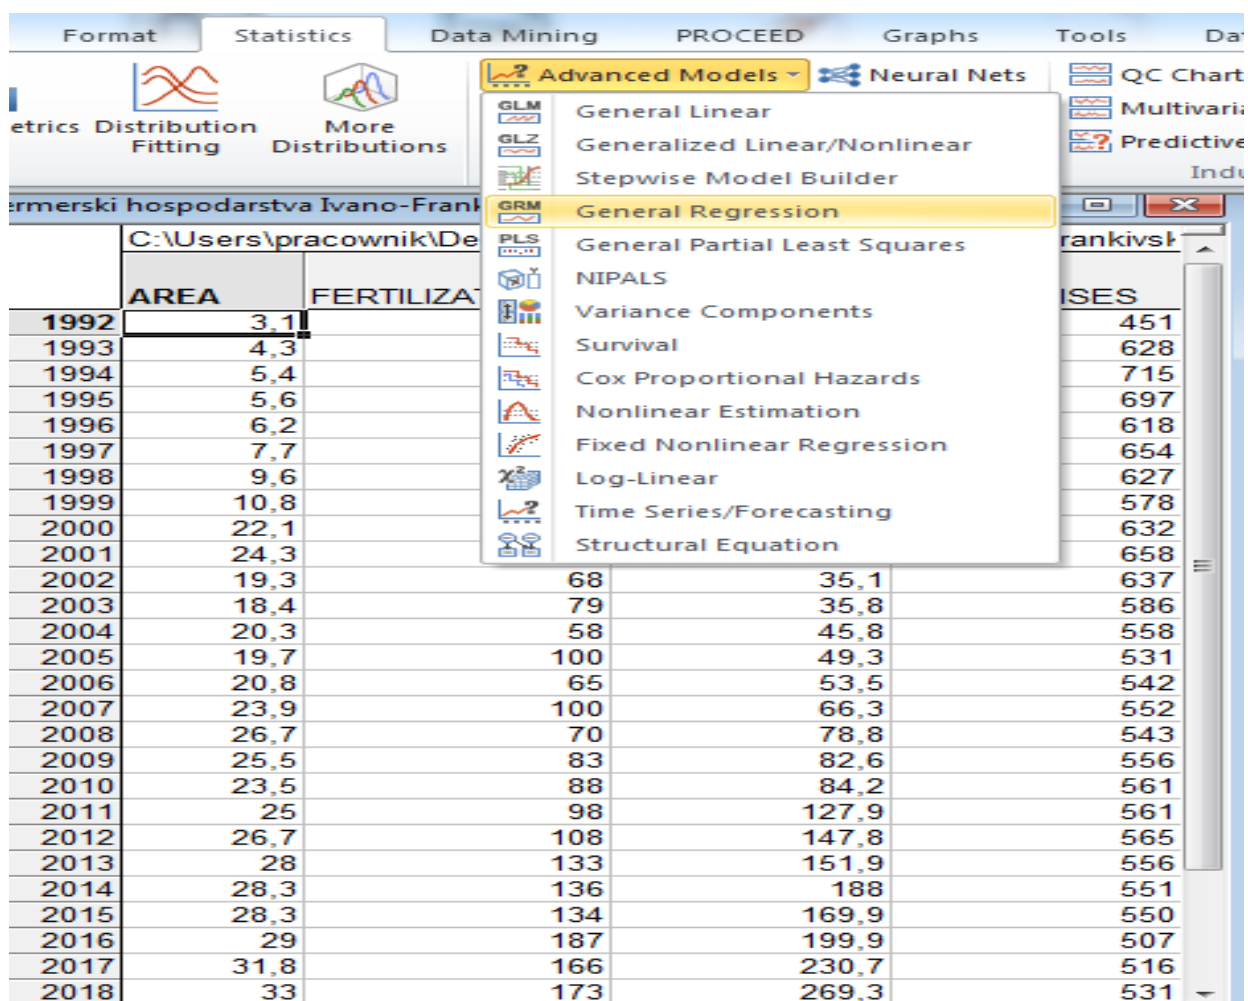 Format Statistics Data Mining PROCEED Graphs Tools Da
Advanced Models Neural Nets QC Chart
General Linear Multivaria
etrics Distribution Fitting More Distributions
Generalized Linear/Nonlinear Predictive
Stepwise Model Builder Indu
ermerski hospodarstva Ivano-Frank GRM General Regression
C:\Users\pracownik\De PLS General Partial Least Squares rankivsk
NIPALS
AREA FERTILIZA ISES
Variance Components
1992 3,1 451
1993 4,3 Survival 628
1994 5,4 Cox Proportional Hazards 715
1995 5,6 697
1996 6,2 Nonlinear Estimation 618
1997 7,7 Fixed Nonlinear Regression 654
1998 9,6 Log-Linear 627
1999 10,8 Time Series/Forecasting 578
2000 22,1 632
2001 24,3 Structural Equation 658
2002 19,3 68 35,1 637
2003 18,4 79 35,8 586
2004 20,3 58 45,8 558
2005 19,7 100 49,3 531
2006 20,8 65 53,5 542
2007 23,9 100 66,3 552
2008 26,7 70 78,8 543
2009 25,5 83 82,6 556
2010 23,5 88 84,2 561
2011 25 98 127,9 561
2012 26,7 108 147,8 565
2013 28 133 151,9 556
2014 28,3 136 188 551
2015 28,3 134 169,9 550
2016 29 187 199,9 507
2017 31,8 166 230,7 516
2018 33 173 269,3 531